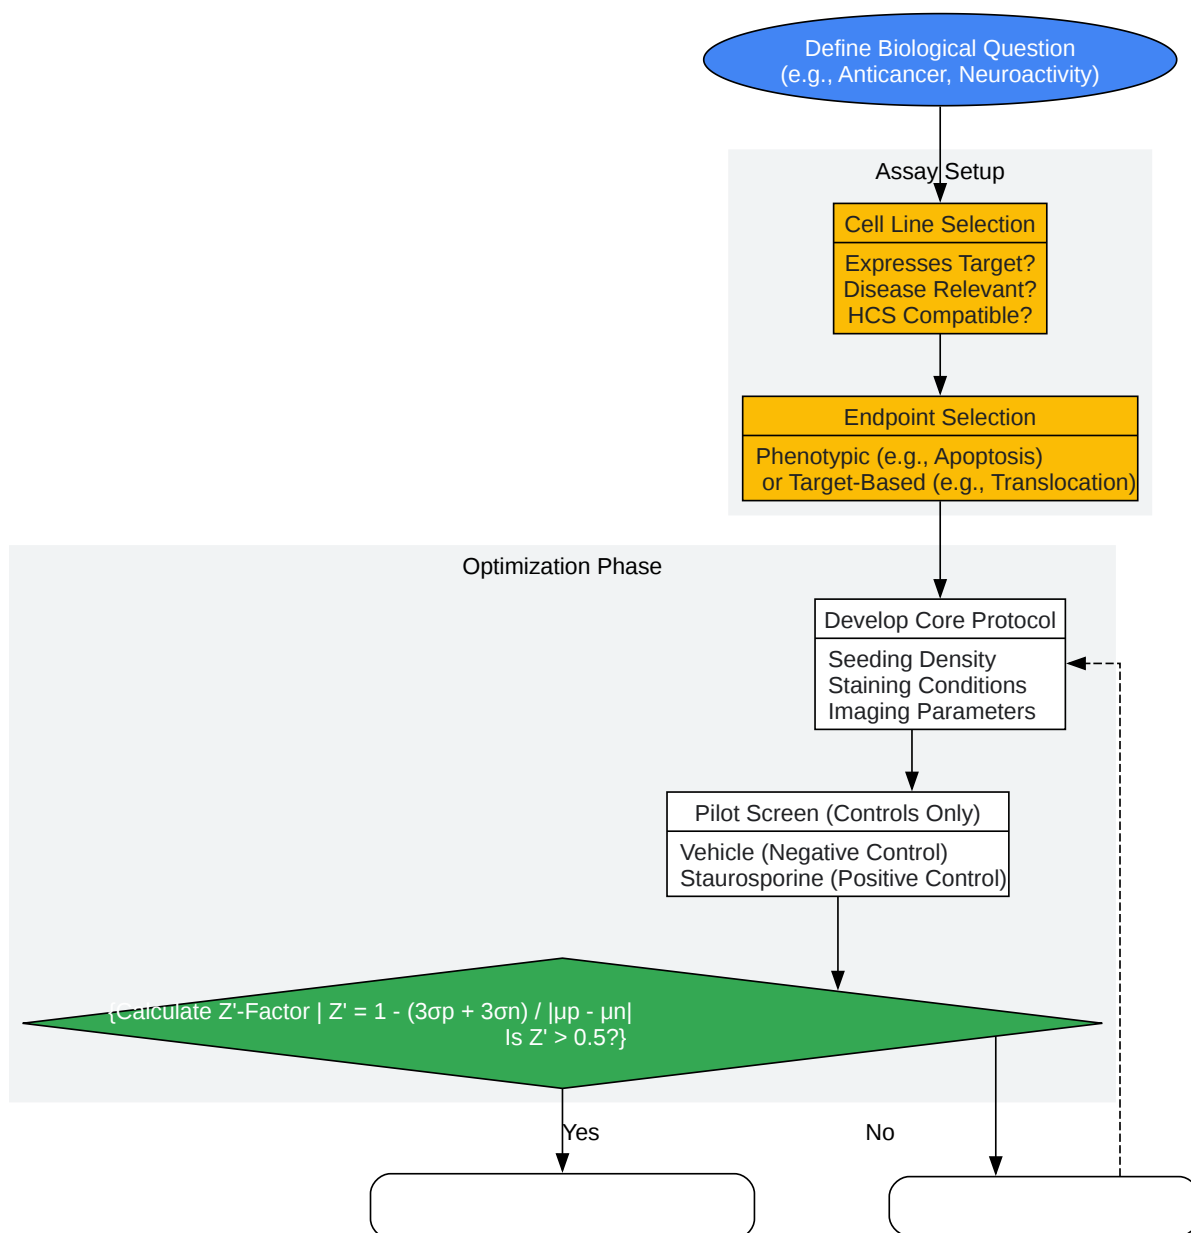 Define Biological Question
(e.g., Anticancer, Neuroactivity)
Assay Setup
Cell Line Selection
Expresses Target?
Disease Relevant?
HCS Compatible?
Endpoint Selection
Phenotypic (e.g., Apoptosis)
or Target-Based (e.g., Translocation)
Optimization Phase
Develop Core Protocol
Seeding Density
Staining Conditions
Imaging Parameters
Pilot Screen (Controls Only)
Vehicle (Negative Control)
Staurosporine (Positive Control)
{Calculate Z'-Factor | Z' = 1 - (3σp + 3σn) / |μp - μn|
Is Z' > 0.5?}
Yes
No